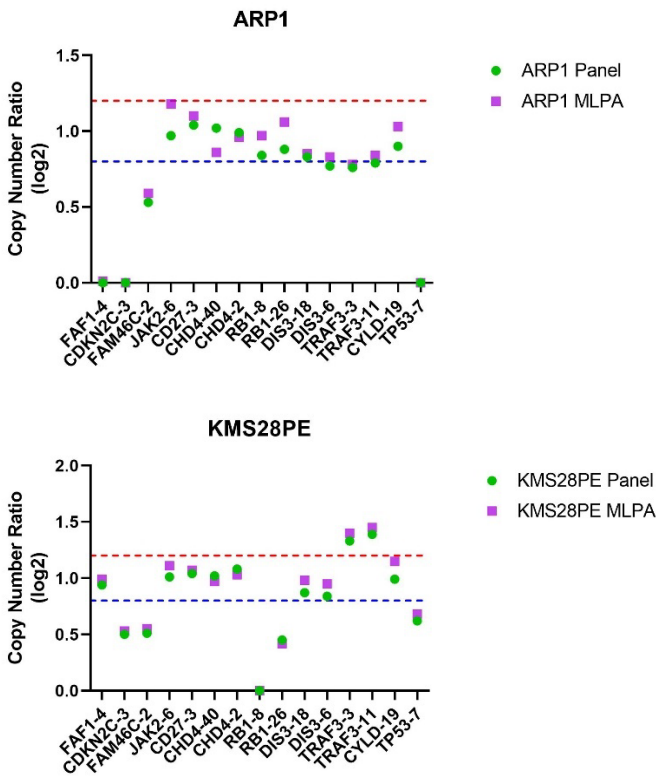 ARP1
Copy Number Ratio
(log2)
1.5
1.0
0.5
0.0
FAF1-4
CDKN2C-3
FAM46C-2
JAK2-6
CD27-3
CHD4-40
CHD4-2
RB1-8
RB1-26
DIS3-18
DIS3-6
TRAF3-3
TRAF3-11
CYLD-19
TP53-7
ARP1 Panel
ARP1 MLPA
KMS28PE
Copy Number Ratio
(log2)
2.0
1.5
1.0
0.5
0.0
FAF1-4
CDKN2C-3
FAM46C-2
JAK2-6
CD27-3
CHD4-40
CHD4-2
RB1-8
RB1-26
DIS3-18
DIS3-6
TRAF3-3
TRAF3-11
CYLD-19
TP53-7
KMS28PE Panel
KMS28PE MLPA